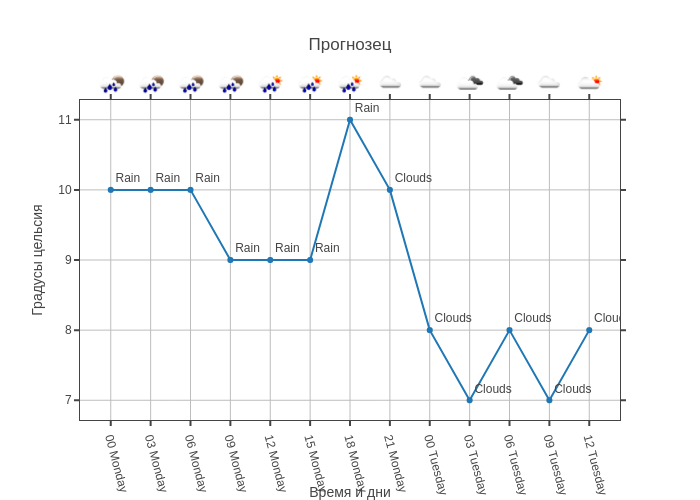 Прогнозец
Градусы цельсия
11
10
9
8
7
Rain
Rain
Rain
Rain
Rain
Rain
Rain
Clouds
Clouds
Clouds
Clouds
Clouds
00 Monday
03 Monday
06 Monday
09 Monday
12 Monday
15 Monday
18 Monday
21 Monday
00 Tuesday
03 Tuesday
06 Tuesday
09 Tuesday
12 Tuesday
Время и дни